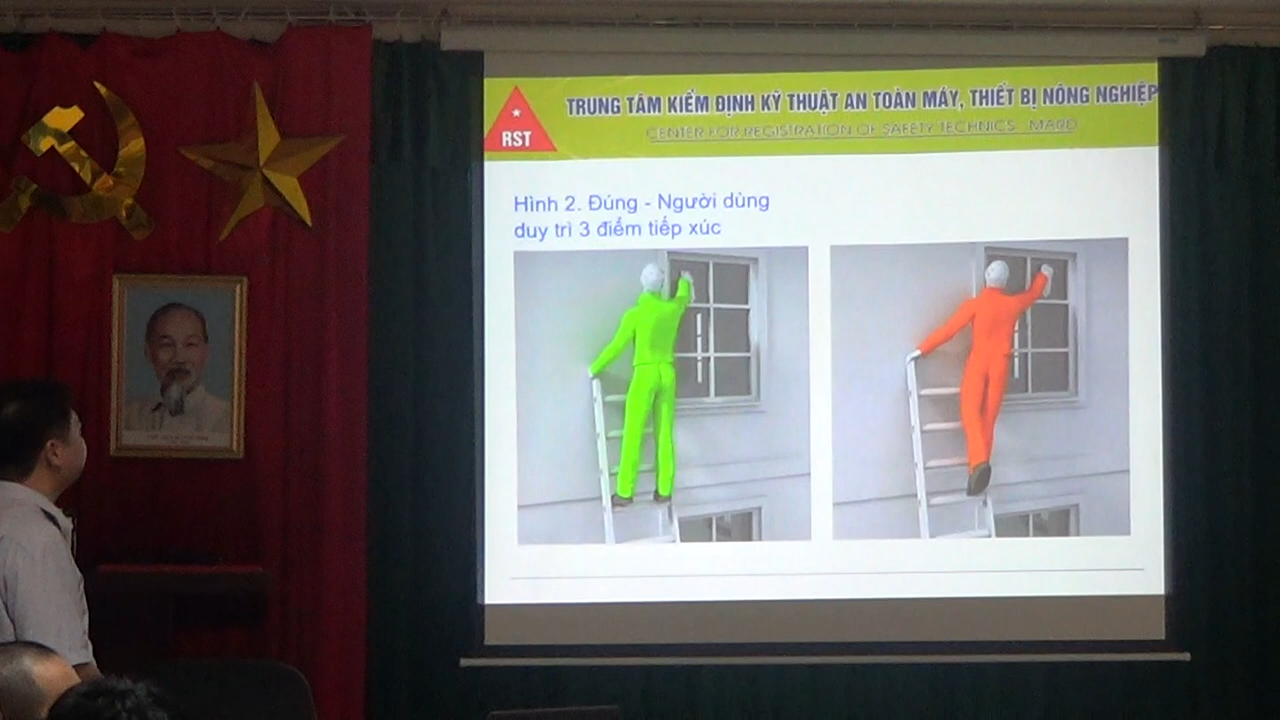 TRUNG TÂM KIỂM ĐỊNH KỸ THUẬT AN TOÀN MÁY, THIẾT BỊ NÔNG NGHIỆP
CENTER FOR REGISTRATION OF SAFETY TECHNICS - MARD
RST
Hình 2. Đúng - Người dùng
duy trì 3 điểm tiếp xúc